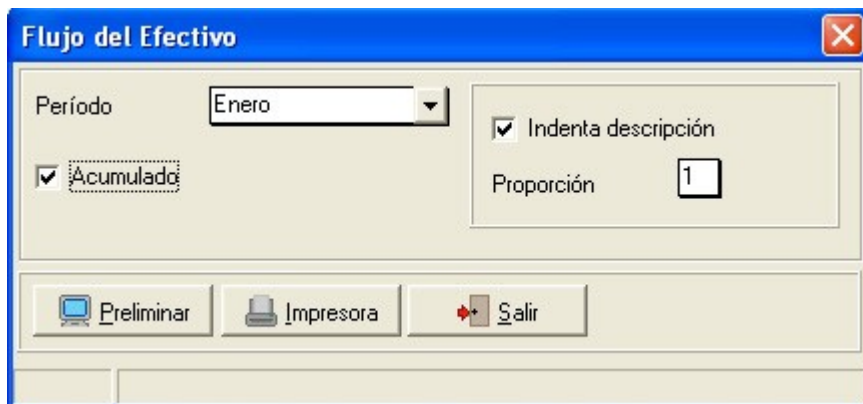 Flujo del Efectivo
Período
Enero
Indenta descripción
Acumulado
Proporción
1
Preliminar
Impresora
Salir